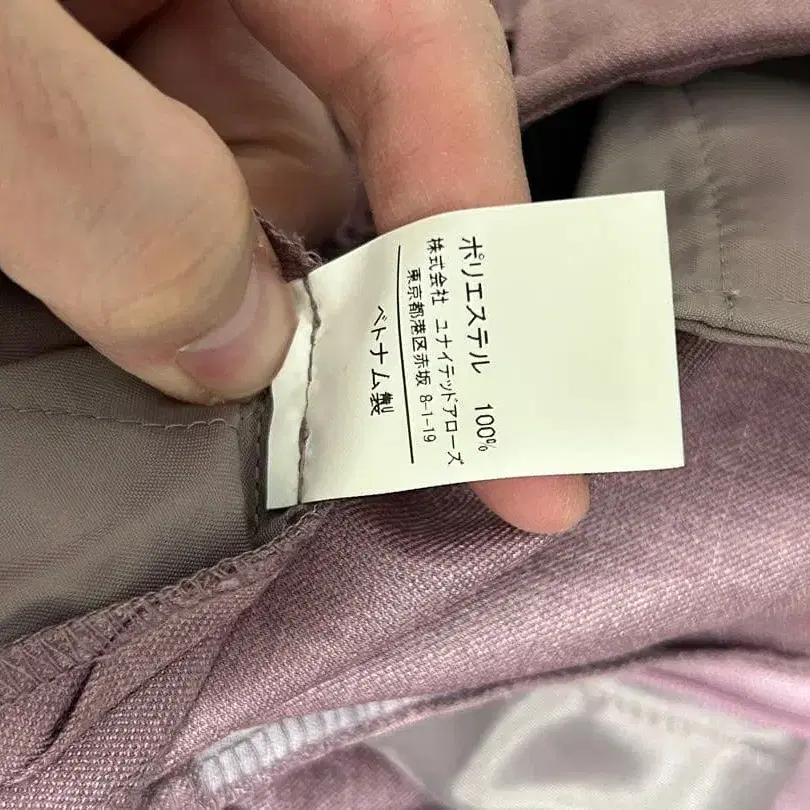 ポリエステル 100%
株式会社 ユナイテッドアローズ
東京都港区赤坂 8-1-19
ベトナム製